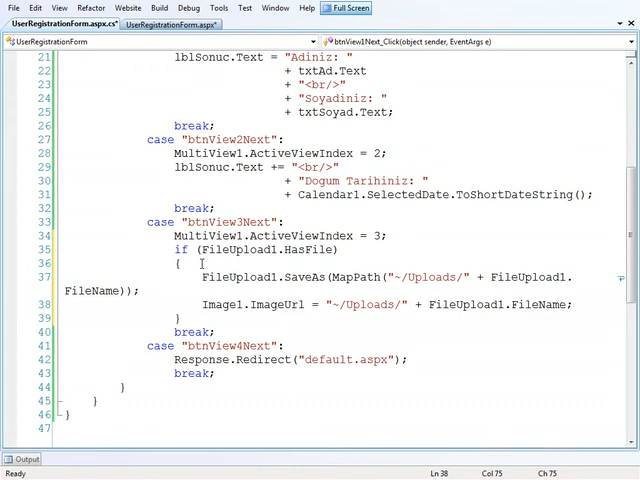 File Edit View Refactor Website Build Debug Tools Test Window Help Full Screen
UserRegistrationForm.aspx.cs* UserRegistrationForm.aspx*
UserRegistrationForm btnView1Next_Click(object sender, EventArgs e)
21 lblSonuc.Text = "Adiniz: "
22 + txtAd.Text
23 + "<br/>"
24 + "Soyadiniz: "
25 + txtSoyad.Text;
26 break;
27 case "btnView2Next":
28 MultiView1.ActiveViewIndex = 2;
29 lblSonuc.Text += "<br/>"
30 + "Dogum Tarihiniz: "
31 + Calendar1.SelectedDate.ToShortDateString();
32 break;
33 case "btnView3Next":
34 MultiView1.ActiveViewIndex = 3;
35 if (FileUpload1.HasFile)
36 {
37 FileUpload1.SaveAs(MapPath("~/Uploads/" + FileUpload1.
FileName));
38 Image1.ImageUrl = "~/Uploads/" + FileUpload1.FileName;
39 }
40 break;
41 case "btnView4Next":
42 Response.Redirect("default.aspx");
43 break;
44 }
45 }
46 }
47
Output
Ready Ln 38 Col 75 Ch 75